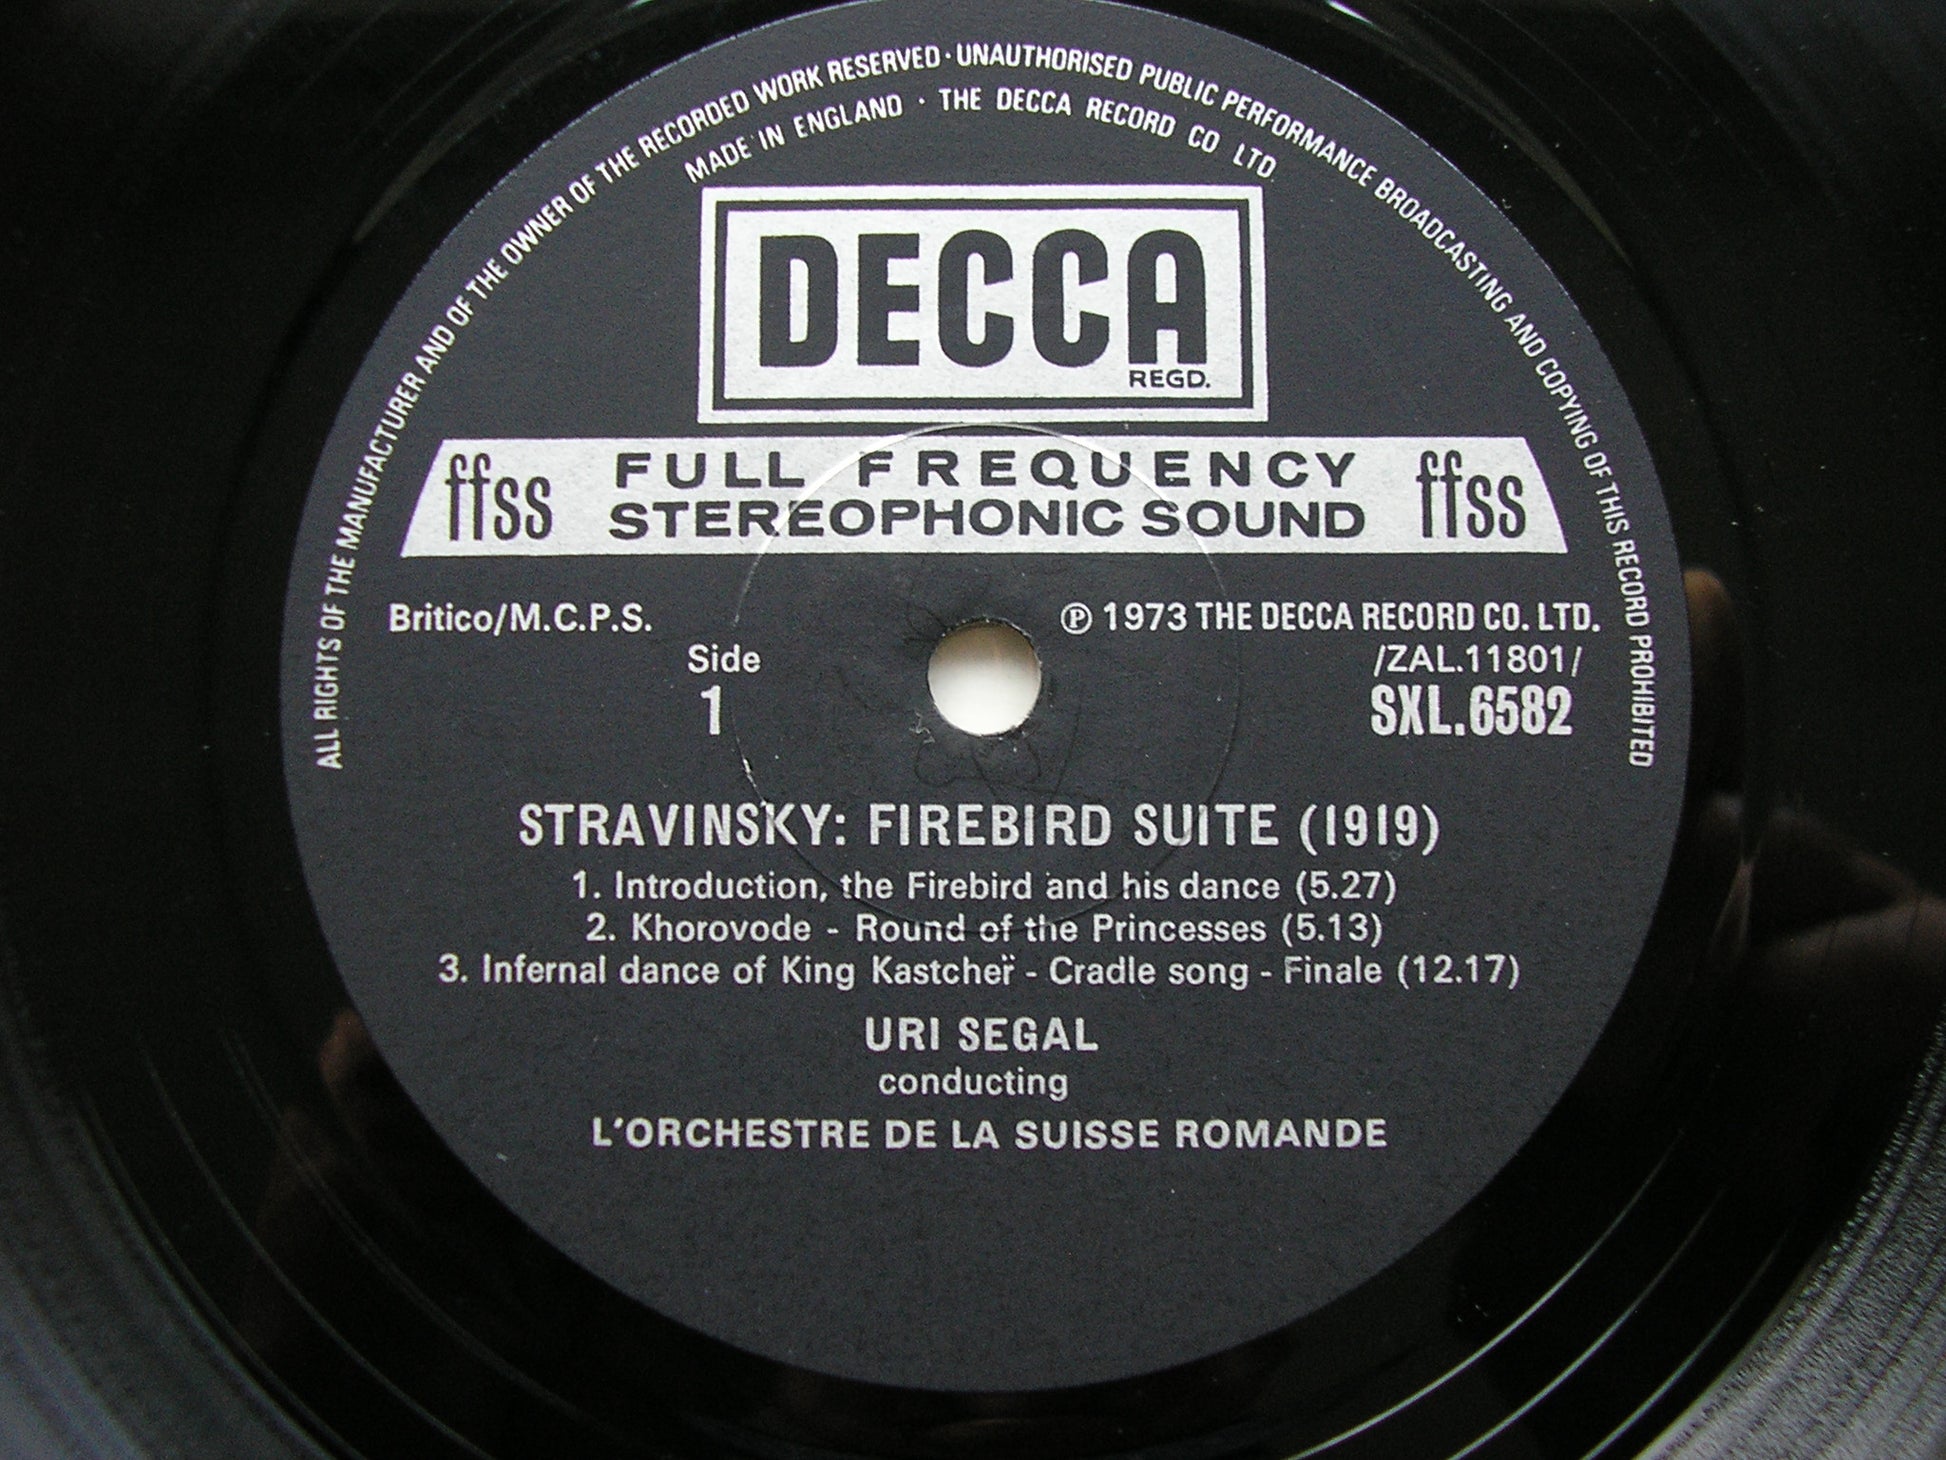 ALL RIGHTS OF THE MANUFACTURER AND OF THE OWNER OF THE RECORDED WORK RESERVED · UNAUTHORISED PUBLIC PERFORMANCE BROADCASTING AND COPYING OF THIS RECORD PROHIBITED
MADE IN ENGLAND · THE DECCA RECORD CO LTD.
DECCA
REGD.
ffss FULL FREQUENCY ffss
STEREOPHONIC SOUND
Britico/M.C.P.S. ℗ 1973 THE DECCA RECORD CO. LTD.
Side /ZAL.11801/
1 SXL.6582
STRAVINSKY: FIREBIRD SUITE (1919)
1. Introduction, the Firebird and his dance (5.27)
2. Khorovode - Round of the Princesses (5.13)
3. Infernal dance of King Kastcheï - Cradle song - Finale (12.17)
URI SEGAL
conducting
L'ORCHESTRE DE LA SUISSE ROMANDE